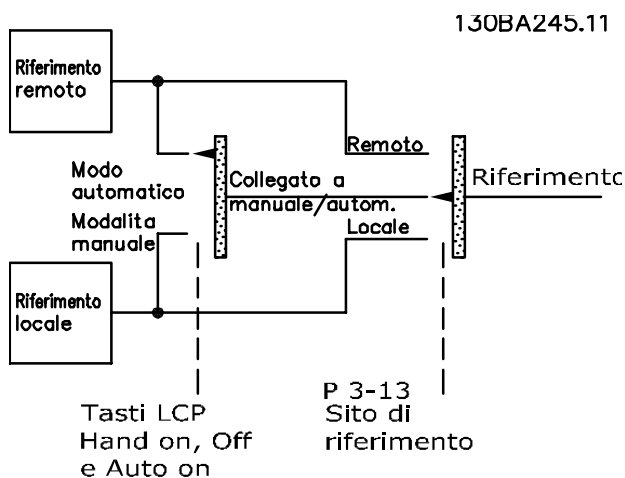 130BA245.11
Riferimento
remoto
Remoto
Modo
automatico
Collegato a
manuale/autom.
Riferimento
Modalita
manuale
Locale
Riferimento
locale
Tasti LCP
Hand on, Off
e Auto on
P 3-13
Sito di
riferimento